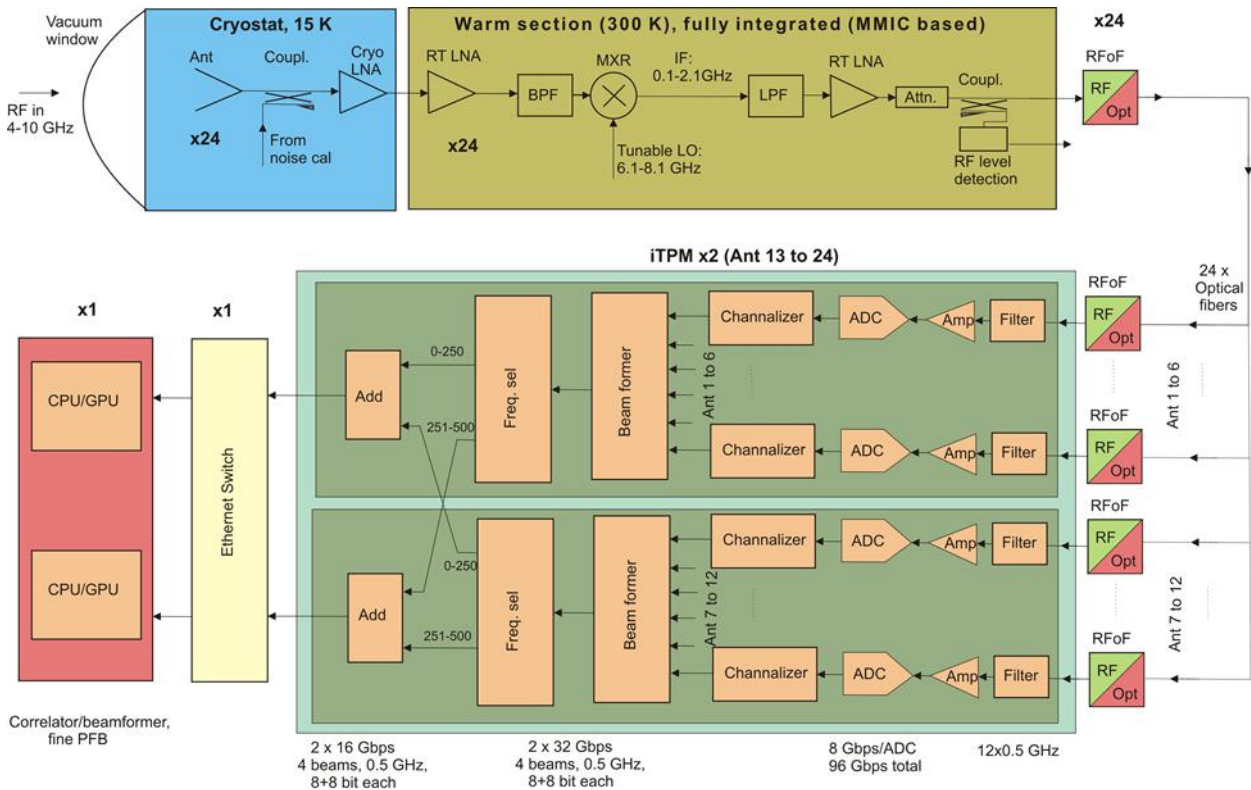 Vacuum
window
RF in
4-10 GHz
Cryostat, 15 K
Ant
Coupl.
Cryo
LNA
x24
From
noise cal
Warm section (300 K), fully integrated (MMIC based)
RT LNA
x24
BPF
MXR
Tunable LO:
6.1-8.1 GHz
IF:
0.1-2.1GHz
LPF
RT LNA
Attn.
Coupl.
RF level
detection
x24
RFoF
RF
Opt
24 x
Optical
fibers
iTPM x2 (Ant 13 to 24)
x1
x1
CPU/GPU
CPU/GPU
Ethernet Switch
Add
0-250
251-500
Freq. sel
Beam former
Ant 1 to 6
Channalizer
ADC
Amp
Filter
RFoF
RF
Opt
Channalizer
ADC
Amp
Filter
RFoF
RF
Opt
Ant 1 to 6
Add
0-250
251-500
Freq. sel
Beam former
Ant 7 to 12
Channalizer
ADC
Amp
Filter
RFoF
RF
Opt
Channalizer
ADC
Amp
Filter
RFoF
RF
Opt
Ant 7 to 12
Correlator/beamformer,
fine PFB
2 x 16 Gbps
4 beams, 0.5 GHz,
8+8 bit each
2 x 32 Gbps
4 beams, 0.5 GHz,
8+8 bit each
8 Gbps/ADC
96 Gbps total
12x0.5 GHz